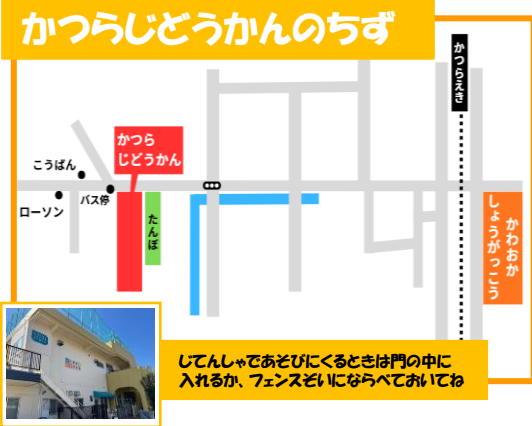 かつらじどうかんのちず
かつらえき
かつら
じどうかん
こうばん
バス停
ローソン
たんぼ
かわおか
しょうがっこう
じてんしゃであそびにくるときは門の中に
入れるか、フェンスぞいにならべておいてね